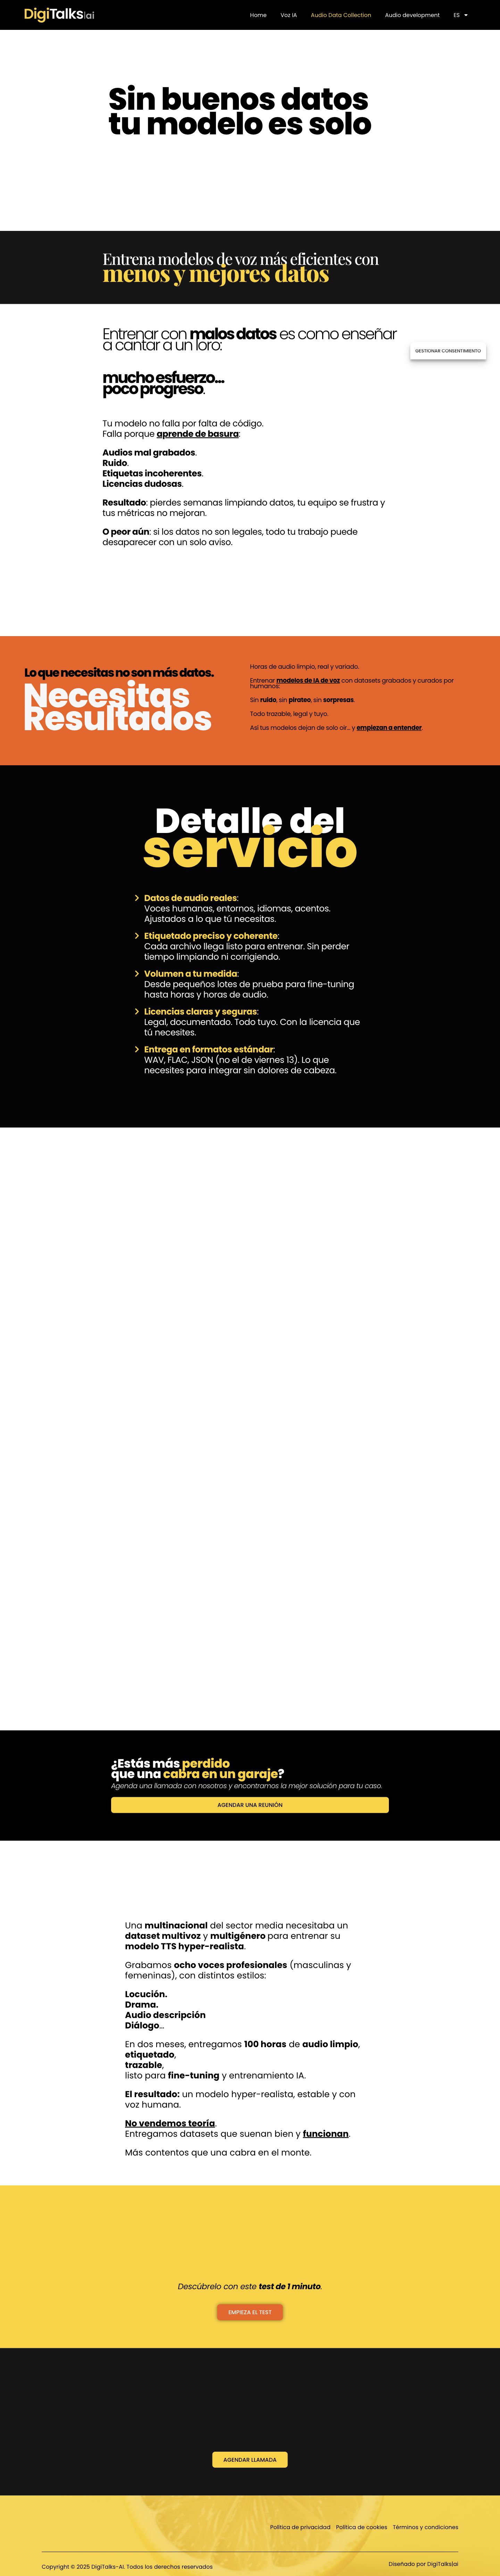 DigiTalks|ai
Home
Voz IA
Audio Data Collection
Audio development
ES
Sin buenos datos
tu modelo es solo
Entrena modelos de voz más eficientes con
menos y mejores datos
Entrenar con malos datos es como enseñar
a cantar a un loro:
mucho esfuerzo...
poco progreso.
GESTIONAR CONSENTIMIENTO
Tu modelo no falla por falta de código.
Falla porque aprende de basura:
Audios mal grabados.
Ruido.
Etiquetas incoherentes.
Licencias dudosas.
Resultado: pierdes semanas limpiando datos, tu equipo se frustra y
tus métricas no mejoran.
O peor aún: si los datos no son legales, todo tu trabajo puede
desaparecer con un solo aviso.
Lo que necesitas no son más datos.
Necesitas
Resultados
Horas de audio limpio, real y variado.
Entrenar modelos de IA de voz con datasets grabados y curados por
humanos.
Sin ruido, sin pirateo, sin sorpresas.
Todo trazable, legal y tuyo.
Así tus modelos dejan de solo oír... y empiezan a entender.
Detalle del
servicio
Datos de audio reales:
Voces humanas, entornos, idiomas, acentos.
Ajustados a lo que tú necesitas.
Etiquetado preciso y coherente:
Cada archivo llega listo para entrenar. Sin perder
tiempo limpiando ni corrigiendo.
Volumen a tu medida:
Desde pequeños lotes de prueba para fine-tuning
hasta horas y horas de audio.
Licencias claras y seguras:
Legal, documentado. Todo tuyo. Con la licencia que
tú necesites.
Entrega en formatos estándar:
WAV, FLAC, JSON (no el de viernes 13). Lo que
necesites para integrar sin dolores de cabeza.
¿Estás más perdido
que una cabra en un garaje?
Agenda una llamada con nosotros y encontramos la mejor solución para tu caso.
AGENDAR UNA REUNIÓN
Una multinacional del sector media necesitaba un
dataset multivoz y multigénero para entrenar su
modelo TTS hyper-realista.
Grabamos ocho voces profesionales (masculinas y
femeninas), con distintos estilos:
Locución.
Drama.
Audio descripción
Diálogo...
En dos meses, entregamos 100 horas de audio limpio,
etiquetado,
trazable,
listo para fine-tuning y entrenamiento IA.
El resultado: un modelo hyper-realista, estable y con
voz humana.
No vendemos teoría.
Entregamos datasets que suenan bien y funcionan.
Más contentos que una cabra en el monte.
Descúbrelo con este test de 1 minuto.
EMPIEZA EL TEST
AGENDAR LLAMADA
Política de privacidad
Política de cookies
Términos y condiciones
Copyright © 2025 DigiTalks-AI. Todos los derechos reservados
Diseñado por DigiTalks|ai